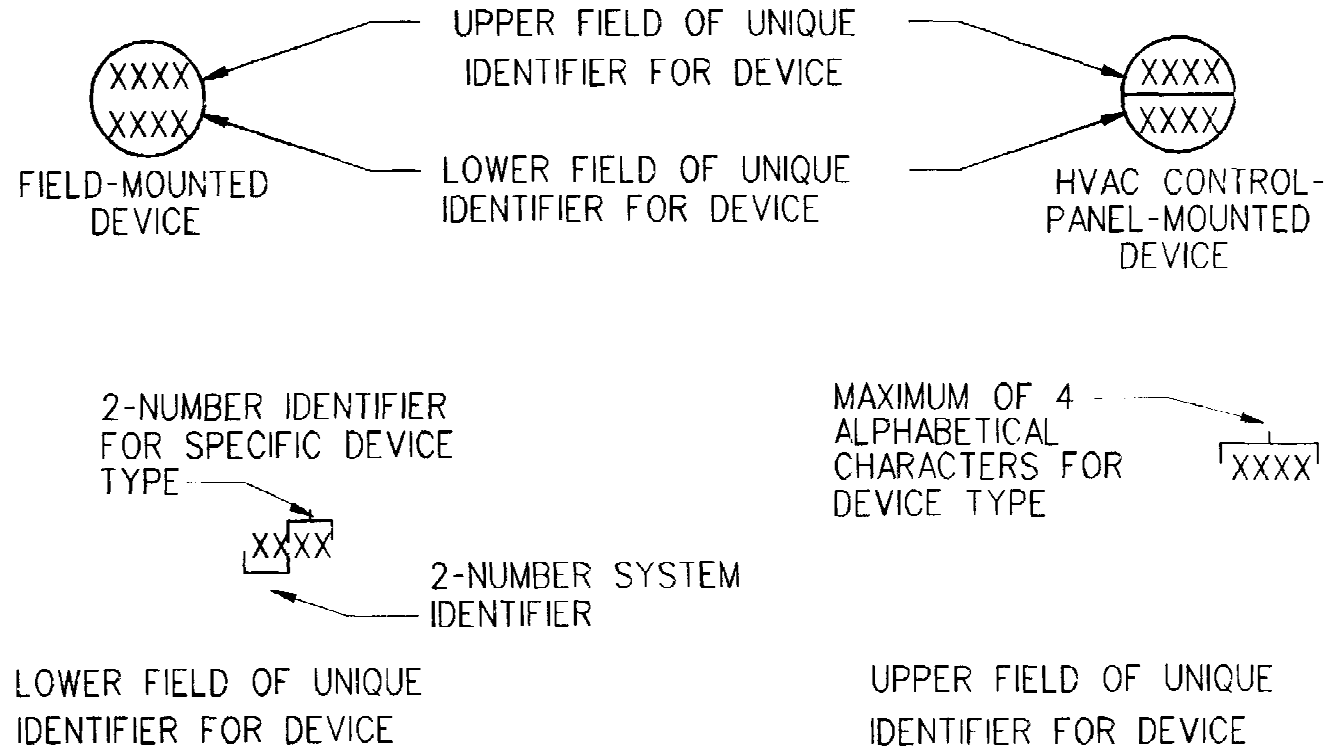 UPPER FIELD OF UNIQUE
IDENTIFIER FOR DEVICE
XXXX
XXXX
FIELD-MOUNTED
DEVICE
LOWER FIELD OF UNIQUE
IDENTIFIER FOR DEVICE
XXXX
XXXX
HVAC CONTROL-
PANEL-MOUNTED
DEVICE
2-NUMBER IDENTIFIER
FOR SPECIFIC DEVICE
TYPE
XXXX
2-NUMBER SYSTEM
IDENTIFIER
LOWER FIELD OF UNIQUE
IDENTIFIER FOR DEVICE
MAXIMUM OF 4
ALPHABETICAL
CHARACTERS FOR
DEVICE TYPE
XXXX
UPPER FIELD OF UNIQUE
IDENTIFIER FOR DEVICE